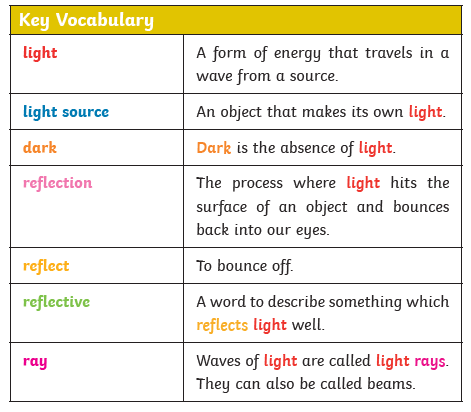 Key Vocabulary
light
A form of energy that travels in a
wave from a source.
light source
An object that makes its own light.
dark
Dark is the absence of light.
reflection
The process where light hits the
surface of an object and bounces
back into our eyes.
reflect
To bounce off.
reflective
A word to describe something which
reflects light well.
ray
Waves of light are called light rays.
They can also be called beams.